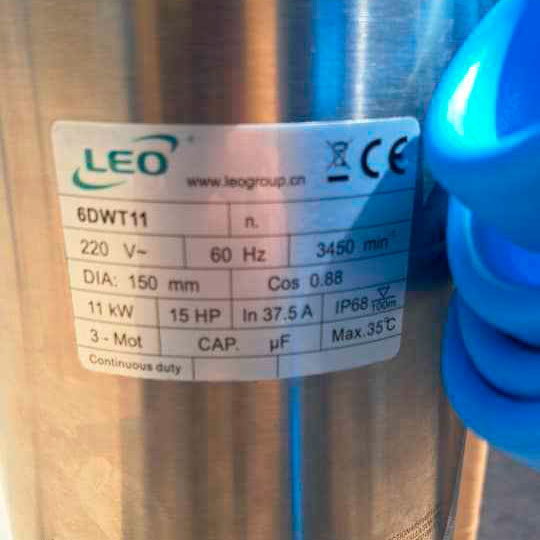 LEO
www.leogroup.cn CE
6DWT11 n.
220 V~ 60 Hz 3450 min⁻¹
DIA: 150 mm Cos 0.88
11 kW 15 HP In 37.5 A IP68 100m
3 - Mot CAP. µF Max.35℃
Continuous duty